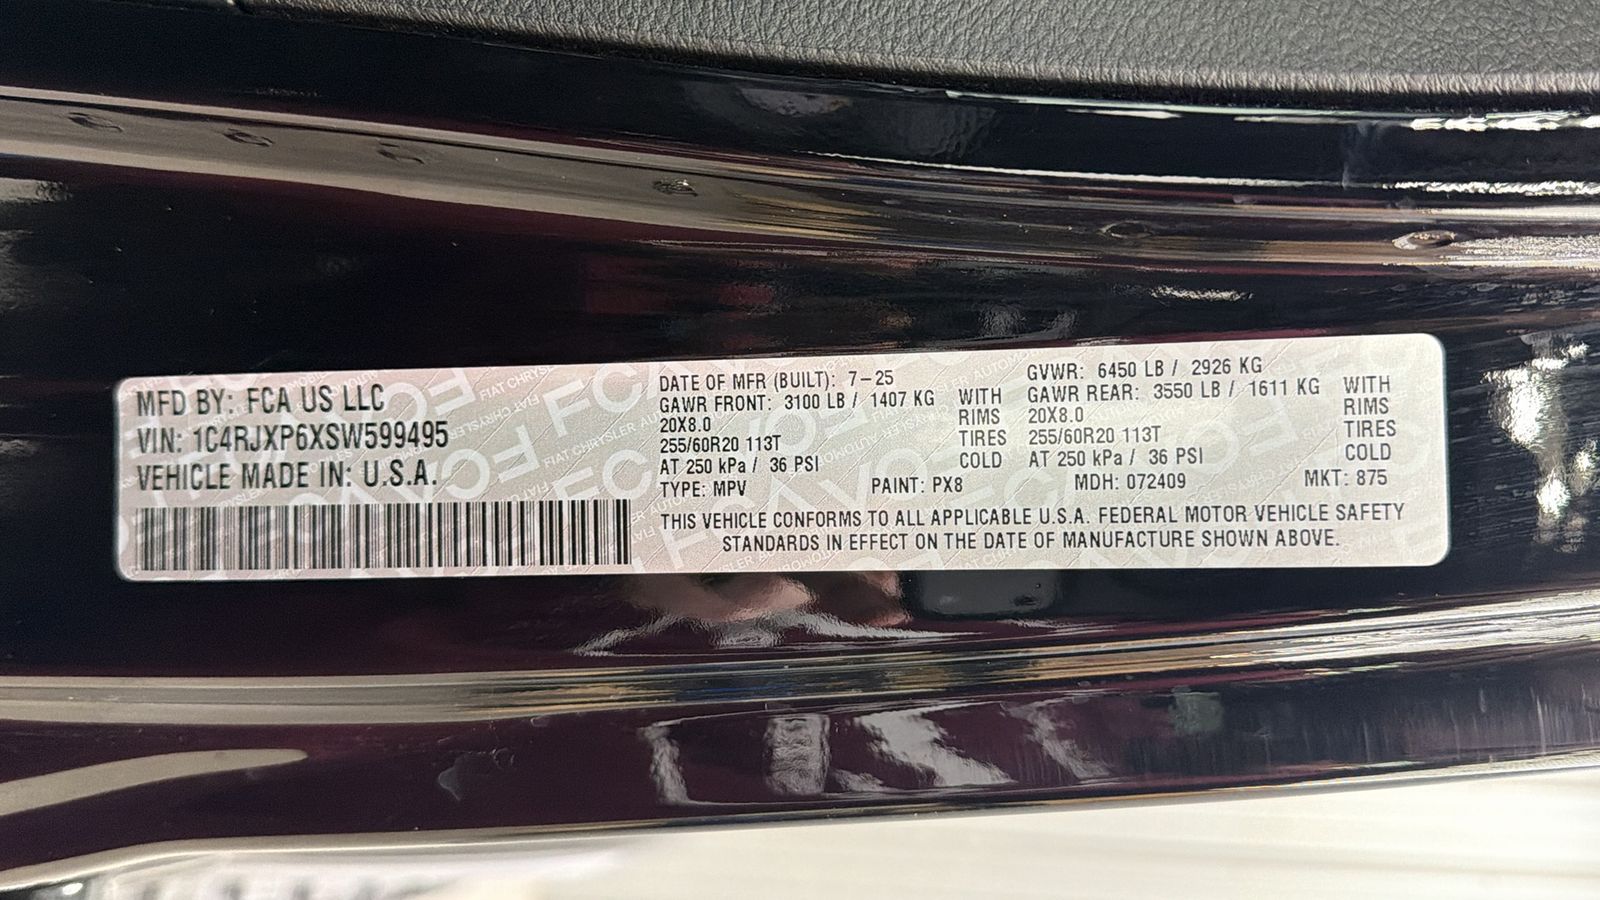 MFD BY: FCA US LLC
VIN: 1C4RJXP6XSW599495
VEHICLE MADE IN: U.S.A.
DATE OF MFR (BUILT): 7-25
GAWR FRONT: 3100 LB / 1407 KG WITH
20X8.0 RIMS
255/60R20 113T TIRES
AT 250 kPa / 36 PSI COLD
GVWR: 6450 LB / 2926 KG
GAWR REAR: 3550 LB / 1611 KG WITH
20X8.0 RIMS
255/60R20 113T TIRES
AT 250 kPa / 36 PSI COLD
TYPE: MPV PAINT: PX8 MDH: 072409 MKT: 875
THIS VEHICLE CONFORMS TO ALL APPLICABLE U.S.A. FEDERAL MOTOR VEHICLE SAFETY
STANDARDS IN EFFECT ON THE DATE OF MANUFACTURE SHOWN ABOVE.